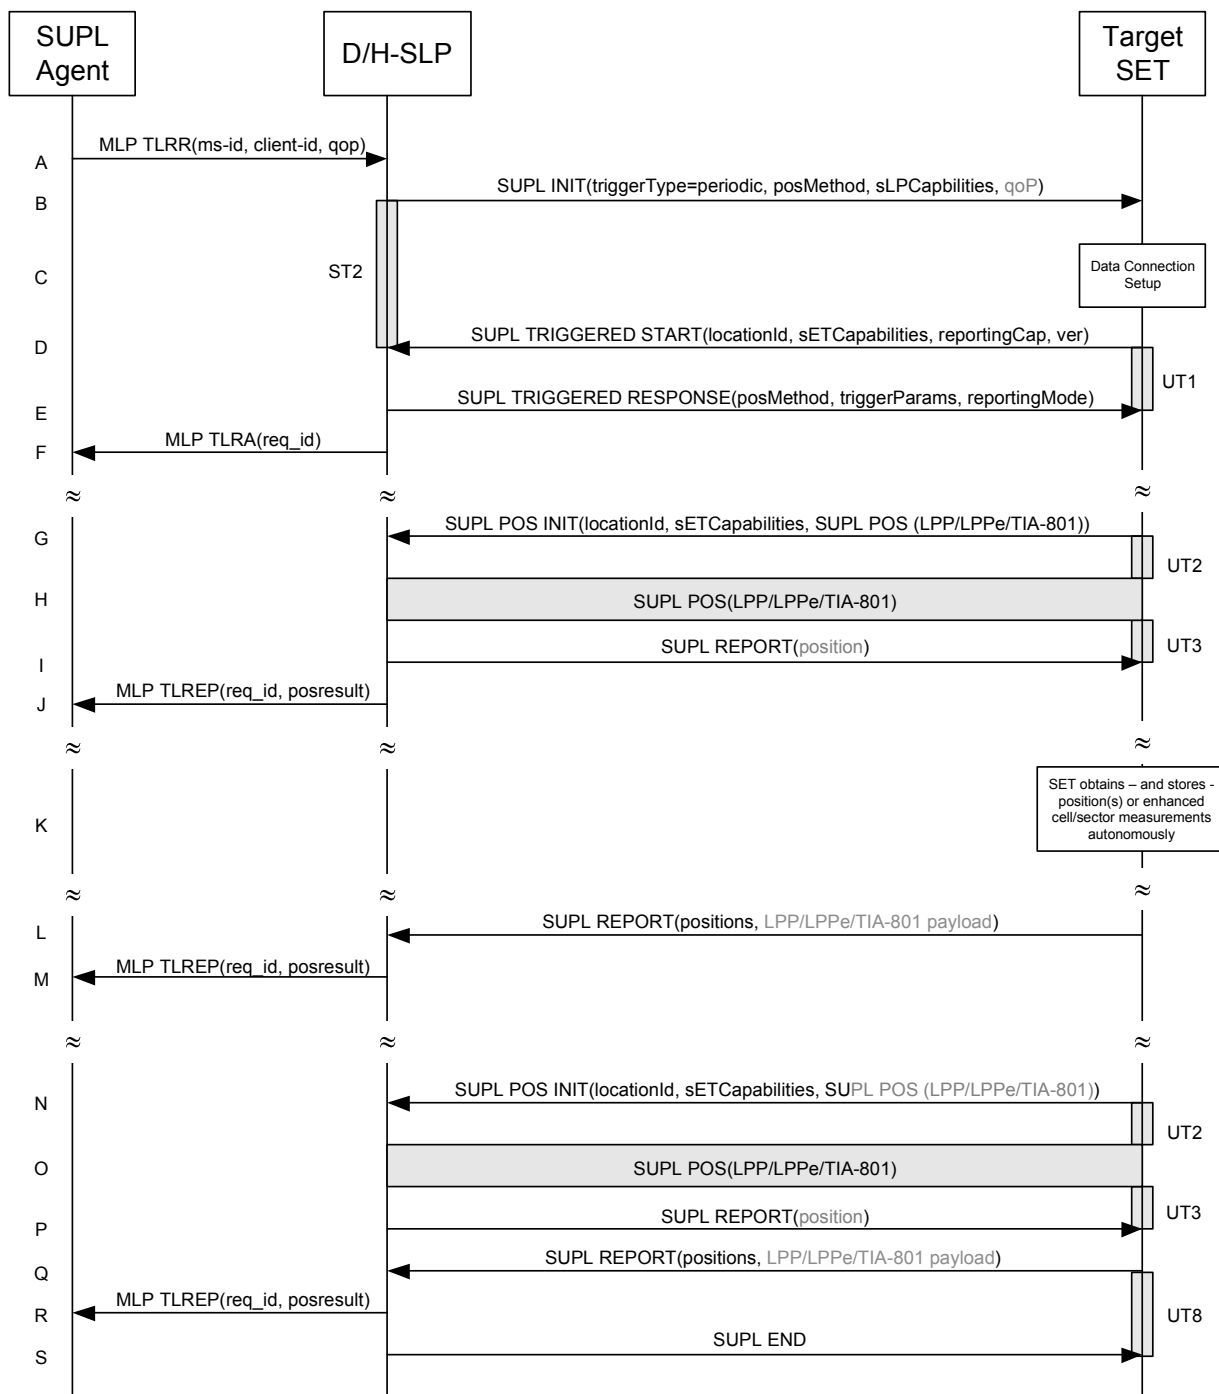 SUPL
Agent
D/H-SLP
Target
SET
A
MLP TLRR(ms-id, client-id, qop)
B
SUPL INIT(triggerType=periodic, posMethod, sLPCapbilities, qoP)
C
ST2
Data Connection
Setup
D
SUPL TRIGGERED START(locationId, sETCapabilities, reportingCap, ver)
UT1
E
SUPL TRIGGERED RESPONSE(posMethod, triggerParams, reportingMode)
F
MLP TLRA(req_id)
≈ ≈ ≈
G
SUPL POS INIT(locationId, sETCapabilities, SUPL POS (LPP/LPPe/TIA-801))
UT2
H
SUPL POS(LPP/LPPe/TIA-801)
I
SUPL REPORT(position)
UT3
J
MLP TLREP(req_id, posresult)
≈ ≈ ≈
K
SET obtains – and stores -
position(s) or enhanced
cell/sector measurements
autonomously
≈ ≈ ≈
L
SUPL REPORT(positions, LPP/LPPe/TIA-801 payload)
M
MLP TLREP(req_id, posresult)
≈ ≈ ≈
N
SUPL POS INIT(locationId, sETCapabilities, SUPL POS (LPP/LPPe/TIA-801))
UT2
O
SUPL POS(LPP/LPPe/TIA-801)
P
SUPL REPORT(position)
UT3
Q
SUPL REPORT(positions, LPP/LPPe/TIA-801 payload)
R
MLP TLREP(req_id, posresult)
UT8
S
SUPL END